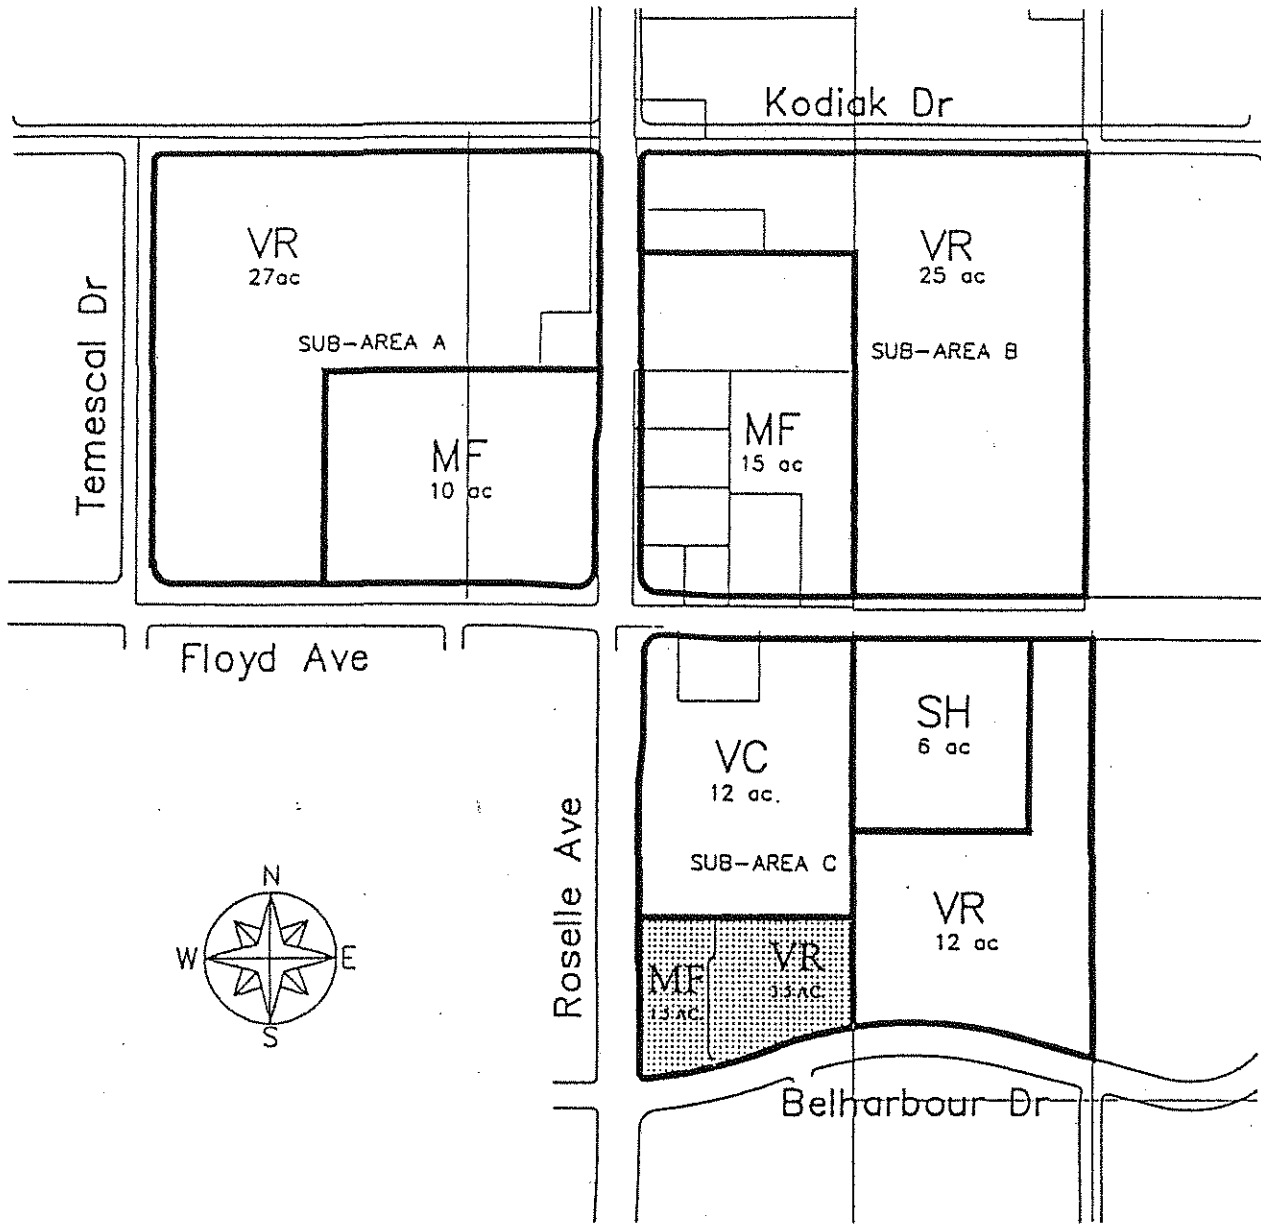 Kodiak Dr
VR
27ac
VR
25 ac
Temescal Dr
SUB-AREA A
SUB-AREA B
MF
10 ac
MF
15 ac
Floyd Ave
SH
6 ac
VC
12 ac.
Roselle Ave
SUB-AREA C
N
W
E
S
VR
12 ac
MF
VR
Belharbour Dr